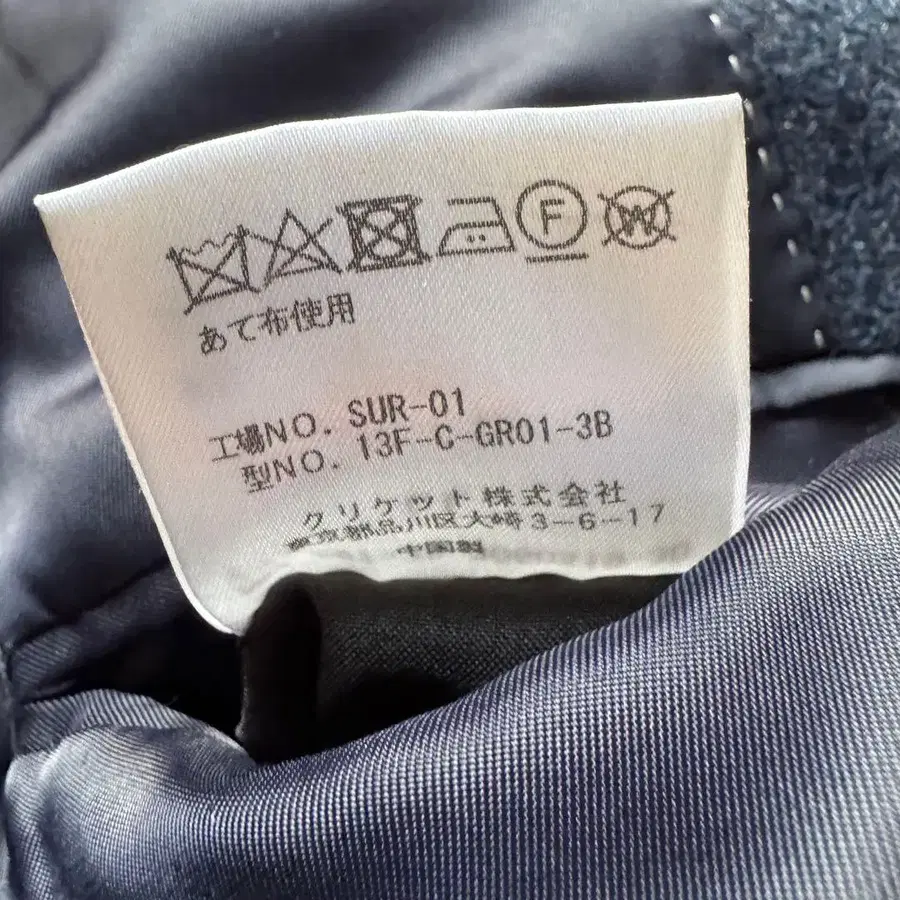 F W
あて布使用
工場NO. SUR-01
型NO. 13F-C-GR01-3B
クリケット株式会社
東京都品川区大崎3-6-17
中国製